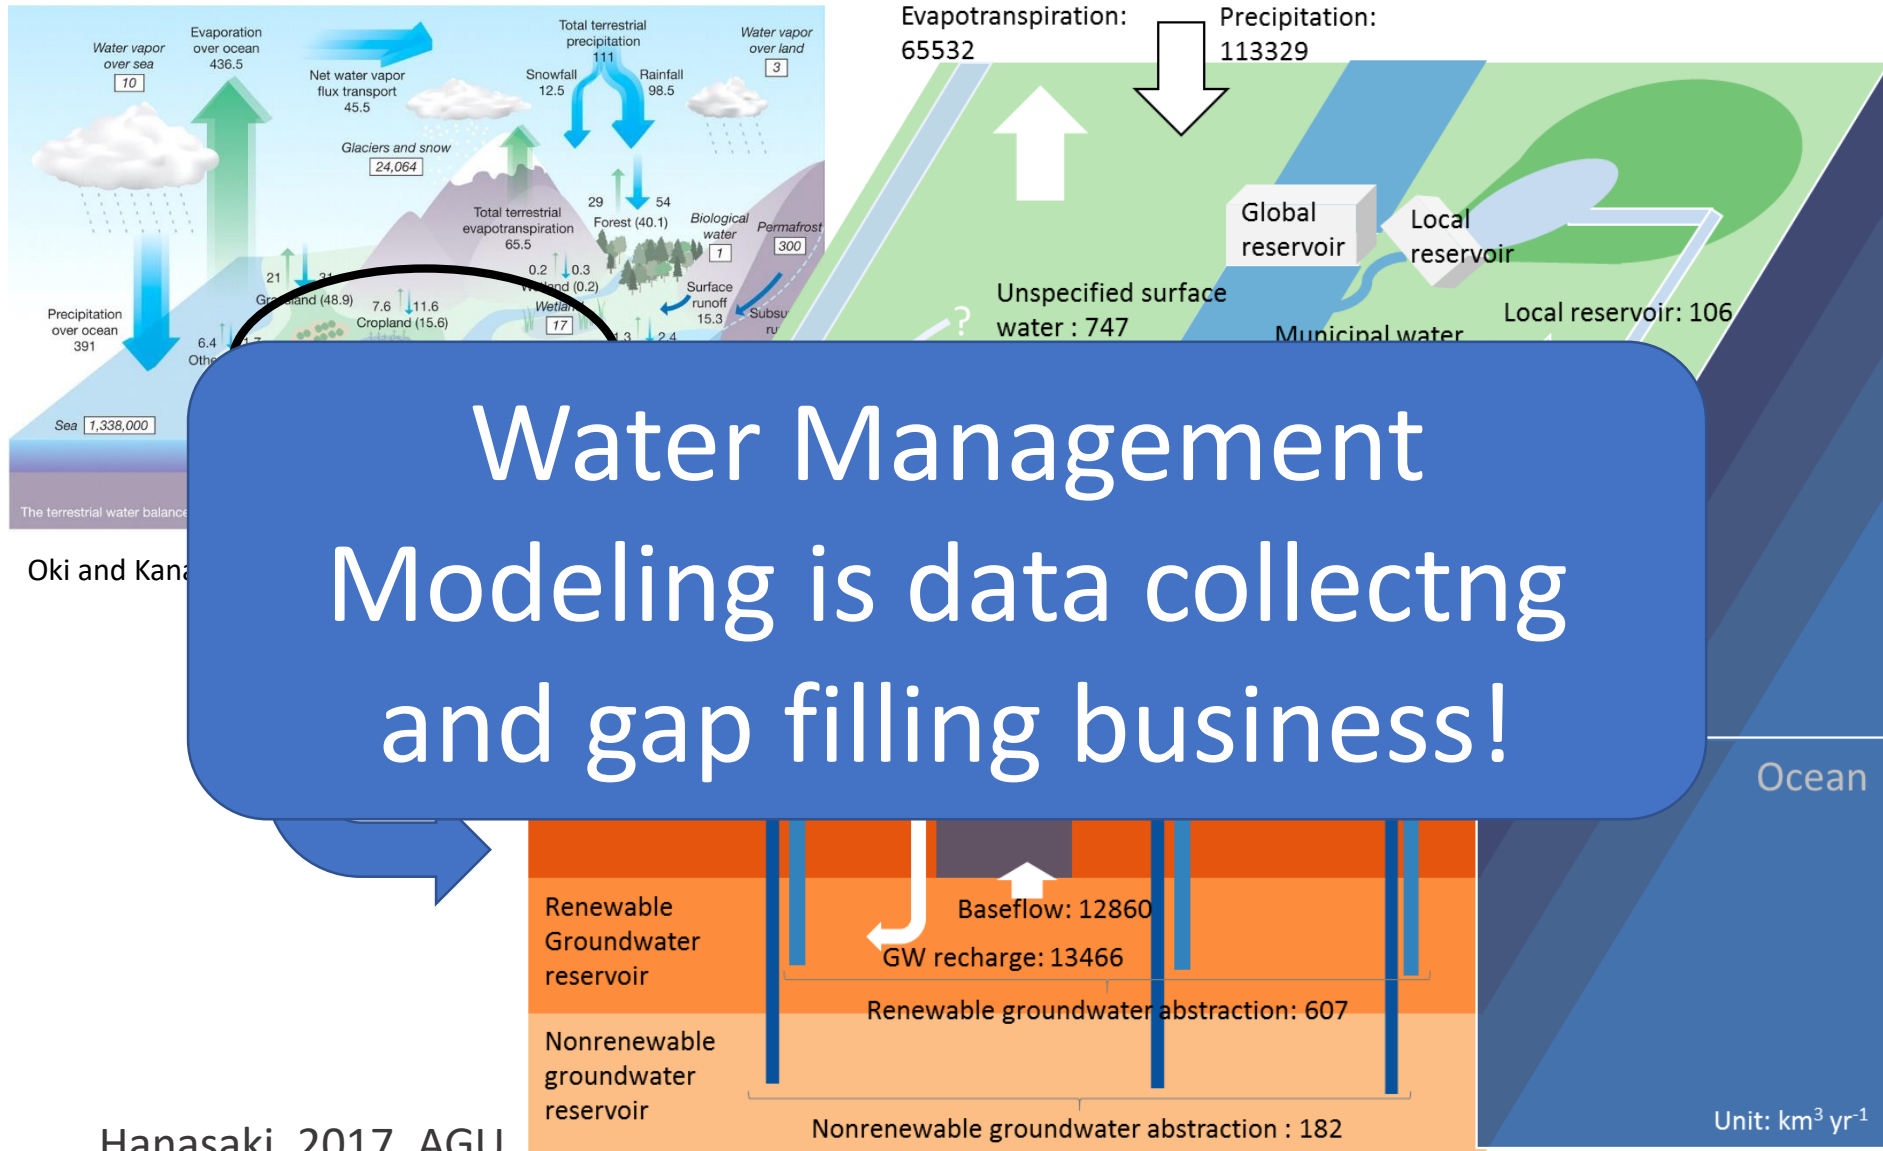 Water vapor
over sea
10
Evaporation
over ocean
436.5
Net water vapor
flux transport
45.5
Total terrestrial
precipitation
111
Snowfall
12.5
Rainfall
98.5
Water vapor
over land
3
Glaciers and snow
24,064
Total terrestrial
evapotranspiration
65.5
29
54
Forest (40.1)
Biological
water
1
Permafrost
300
21
31
Grassland (48.9)
7.6
11.6
Cropland (15.6)
0.2
0.3
Wetland (0.2)
Wetland
17
Surface
runoff
15.3
Precipitation
over ocean
391
6.4
1.3
2.4
Sea
1,338,000
The terrestrial water balance
Oki and
Evapotranspiration:
65532
Precipitation:
113329
Global
reservoir
Local
reservoir
Unspecified surface
water : 747
?
Local reservoir: 106
Municipal water
Water Management
Modeling is data collectng
and gap filling business!
Ocean
Renewable
Groundwater
reservoir
Baseflow: 12860
GW recharge: 13466
Renewable groundwater abstraction: 607
Nonrenewable
groundwater
reservoir
Nonrenewable groundwater abstraction : 182
Unit: km³ yr⁻¹
Hanasaki, 2017, AGU